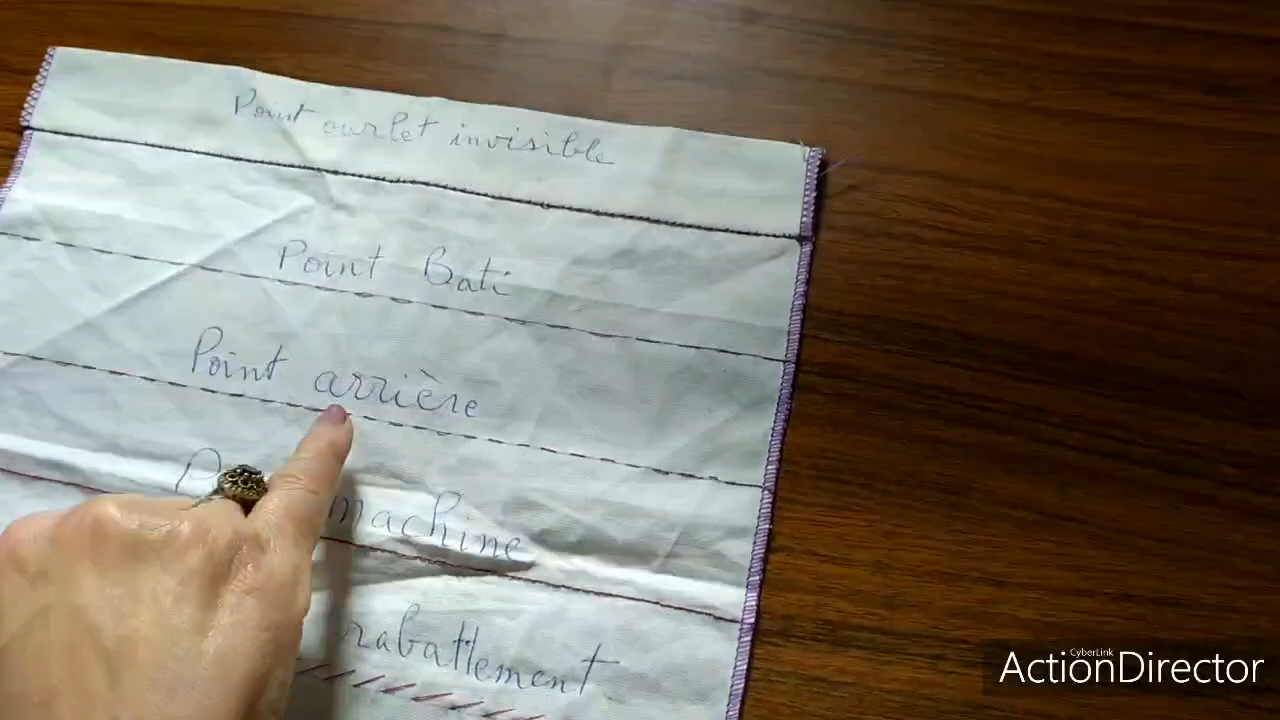 Point ourlet invisible
Point Bati
Point arrière
machine
rabattement
CyberLink
ActionDirector